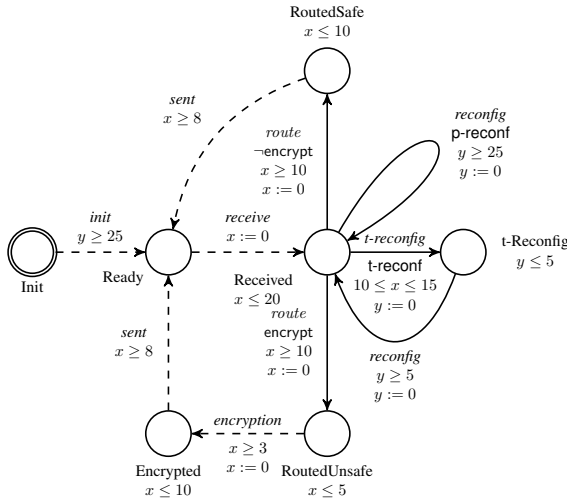 RoutedSafe
x ≤ 10
sent
x ≥ 8
route
¬encrypt
x ≥ 10
x := 0
reconfig
p-reconf
y ≥ 25
y := 0
init
y ≥ 25
receive
x := 0
t-reconfig
t-reconf
10 ≤ x ≤ 15
y := 0
t-Reconfig
y ≤ 5
Init
Ready
Received
x ≤ 20
route
encrypt
x ≥ 10
x := 0
reconfig
y ≥ 5
y := 0
sent
x ≥ 8
encryption
x ≥ 3
x := 0
Encrypted
x ≤ 10
RoutedUnsafe
x ≤ 5